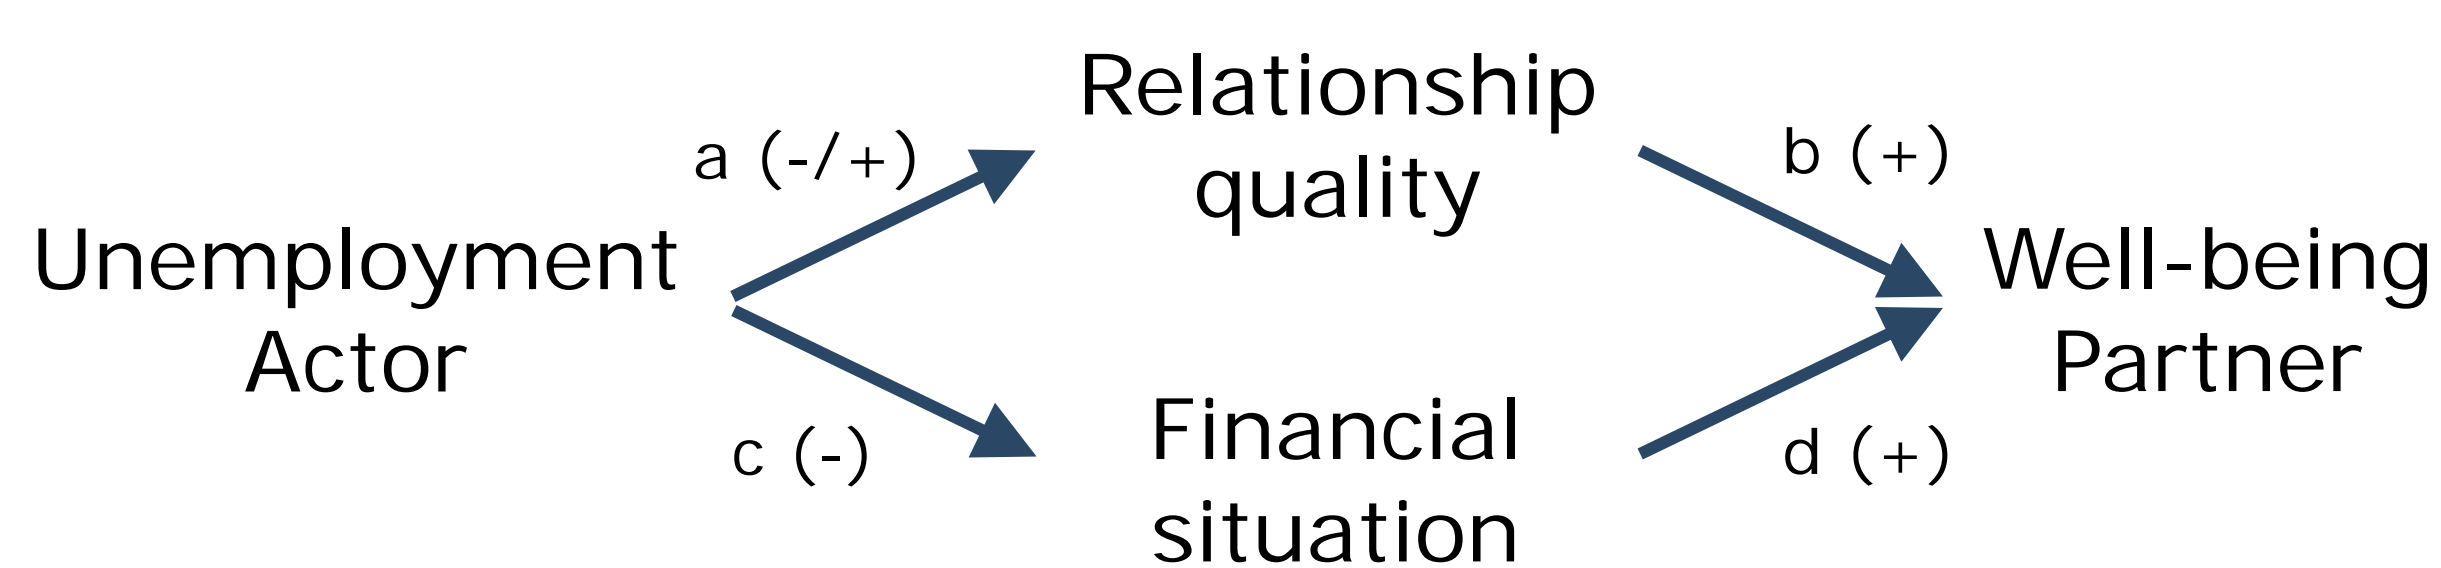 Unemployment
Actor
a (-/+)
c (-)
Relationship
quality
Financial
situation
b (+)
d (+)
Well-being
Partner